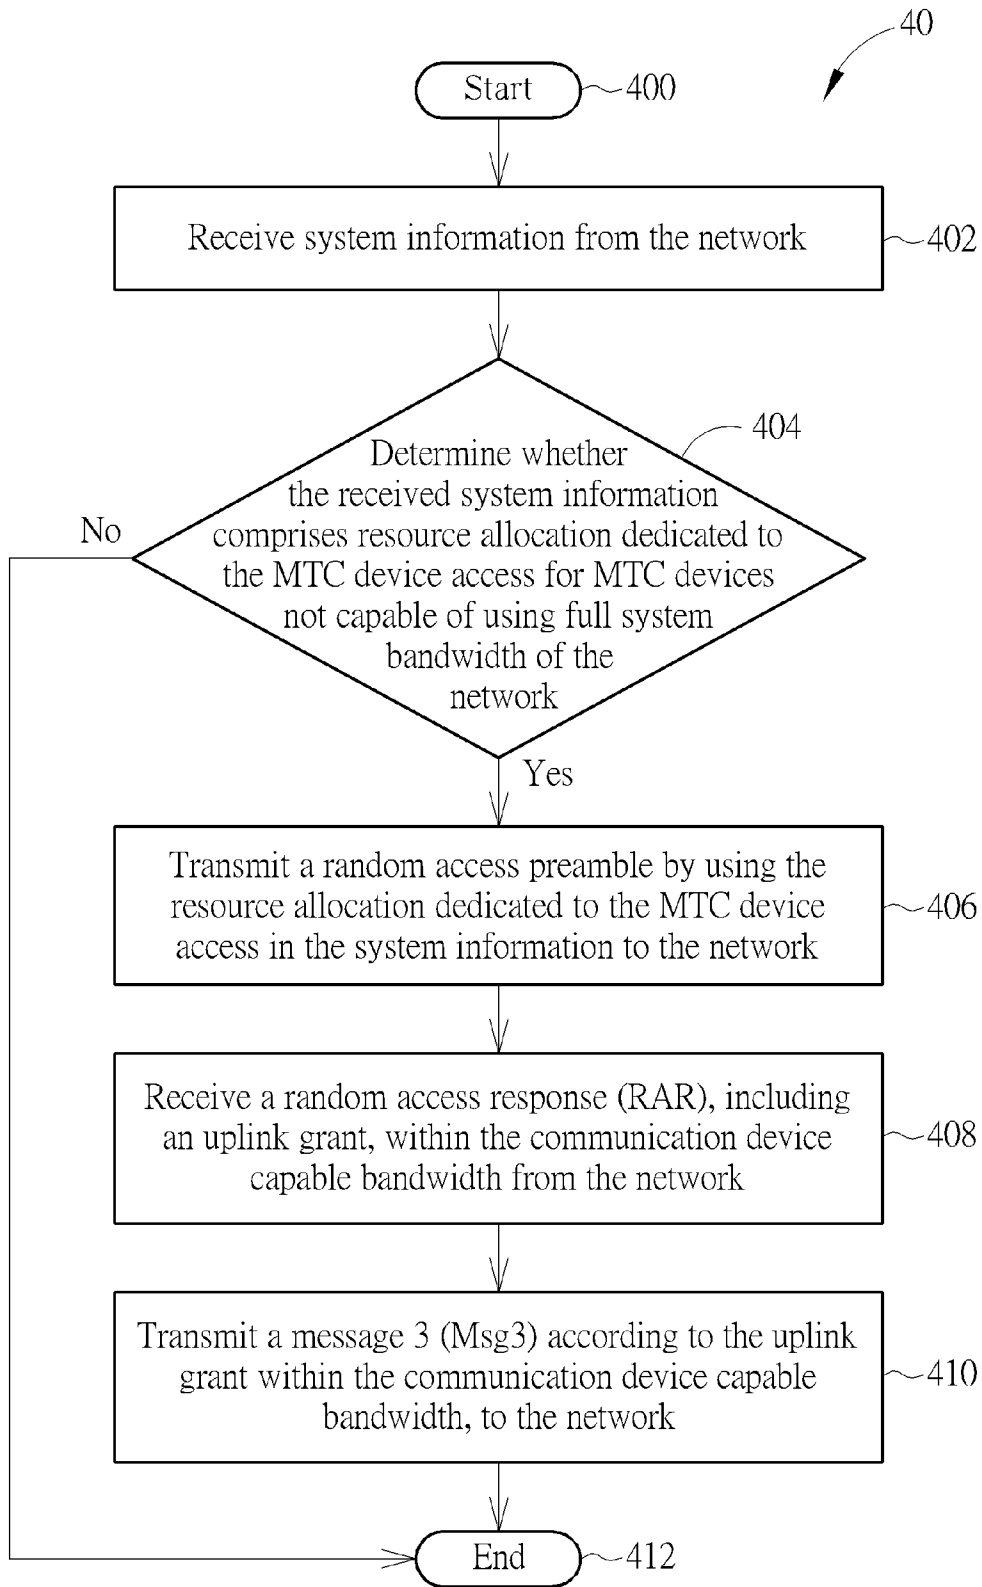 40
Start
400
Receive system information from the network
402
404
Determine whether
the received system information
comprises resource allocation dedicated to
the MTC device access for MTC devices
not capable of using full system
bandwidth of the
network
No
Yes
Transmit a random access preamble by using the
resource allocation dedicated to the MTC device
access in the system information to the network
406
Receive a random access response (RAR), including
an uplink grant, within the communication device
capable bandwidth from the network
408
Transmit a message 3 (Msg3) according to the uplink
grant within the communication device capable
bandwidth, to the network
410
End
412